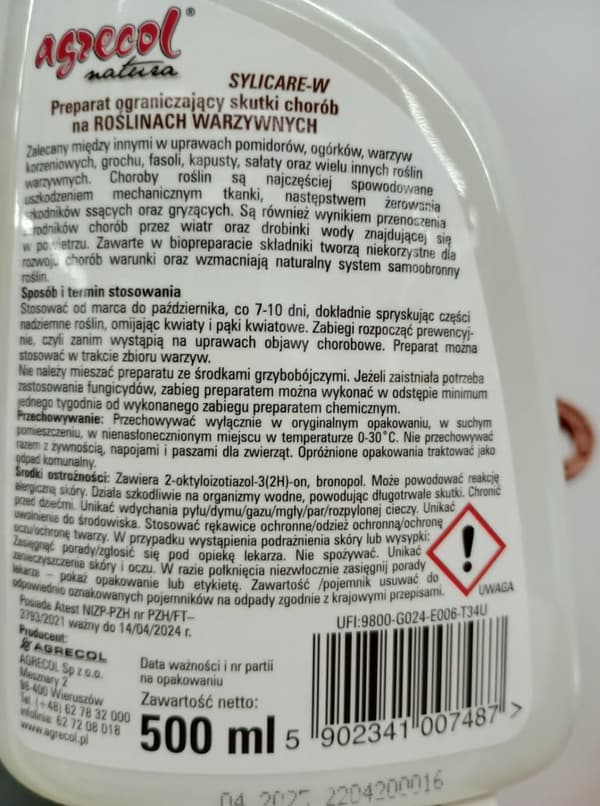 agrecol®
natura
SYLICARE-W
Preparat ograniczający skutki chorób
na ROŚLINACH WARZYWNYCH
Zalecany między innymi w uprawach pomidorów, ogórków, warzyw
korzeniowych, grochu, fasoli, kapusty, sałaty oraz wielu innych roślin
warzywnych. Choroby roślin są najczęściej spowodowane
uszkodzeniem mechanicznym tkanki, następstwem żerowania
szkodników ssących oraz gryzących. Są również wynikiem przenoszenia
zarodników chorób przez wiatr oraz drobinki wody znajdującej się
w powietrzu. Zawarte w biopreparacie składniki tworzą niekorzystne dla
rozwoju chorób warunki oraz wzmacniają naturalny system samoobronny
roślin.
Sposób i termin stosowania
Stosować od marca do października, co 7-10 dni, dokładnie spryskując części
nadziemne roślin, omijając kwiaty i pąki kwiatowe. Zabiegi rozpocząć prewencyj-
nie, czyli zanim wystąpią na uprawach objawy chorobowe. Preparat można
stosować w trakcie zbioru warzyw.
Nie należy mieszać preparatu ze środkami grzybobójczymi. Jeżeli zaistniała potrzeba
zastosowania fungicydów, zabieg preparatem można wykonać w odstępie minimum
jednego tygodnia od wykonanego zabiegu preparatem chemicznym.
Przechowywanie: Przechowywać wyłącznie w oryginalnym opakowaniu, w suchym
pomieszczeniu, w nienasłonecznionym miejscu w temperaturze 0-30°C. Nie przechowywać
razem z żywnością, napojami i paszami dla zwierząt. Opróżnione opakowania traktować jako
odpad komunalny.
Środki ostrożności: Zawiera 2-oktyloizotiazol-3(2H)-on, bronopol. Może powodować reakcję
alergiczną skóry. Działa szkodliwie na organizmy wodne, powodując długotrwałe skutki. Chronić
przed dziećmi. Unikać wdychania pyłu/dymu/gazu/mgły/par/rozpylonej cieczy. Unikać
uwolnienia do środowiska. Stosować rękawice ochronne/odzież ochronną/ochronę
oczu/ochronę twarzy. W przypadku wystąpienia podrażnienia skóry lub wysypki:
Zasięgnąć porady/zgłosić się pod opiekę lekarza. Nie spożywać. Unikać
zanieczyszczenia skóry i oczu. W razie połknięcia niezwłocznie zasięgnij porady
lekarza – pokaż opakowanie lub etykietę. Zawartość /pojemnik usuwać do
odpowiednio oznakowanych pojemników na odpady zgodnie z krajowymi przepisami.
UWAGA
Posiada Atest NIZP-PZH nr PZH/FT–
3793/2021 ważny do 14/04/2024 r.
UFI:9800-G024-E006-T34U
Producent:
AGRECOL
AGRECOL Sp z o.o.
Mesznary 2
98-400 Wieruszów
Tel. (+48) 62 78 32 000
infolinia: 62 72 08 018
www.agrecol.pl
Data ważności i nr partii
na opakowaniu
Zawartość netto:
500 ml
5 902341 007487 >
04 2025 2204200016